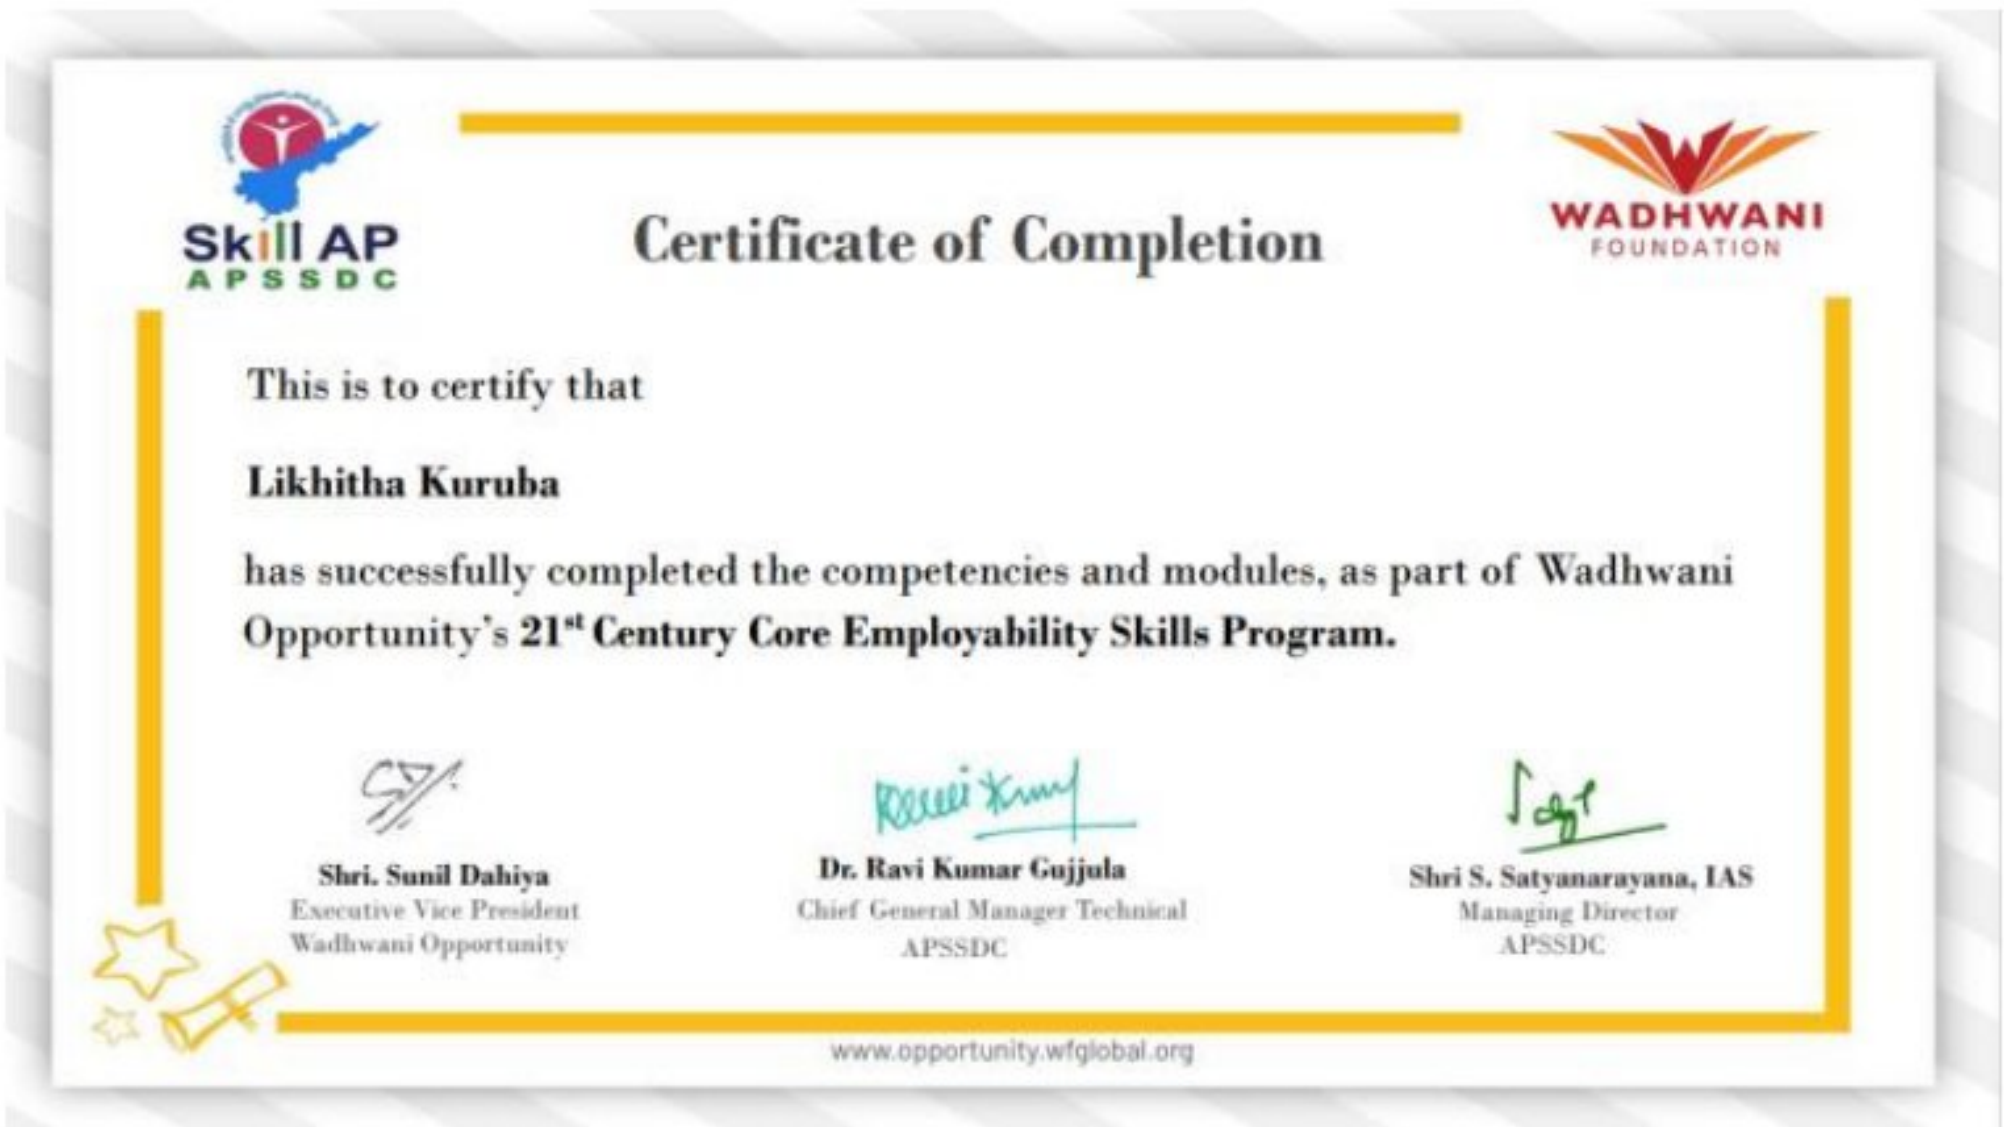 Skill AP
APSSDC
WADHWANI
FOUNDATION
Certificate of Completion
This is to certify that
Likhitha Kuruba
has successfully completed the competencies and modules, as part of Wadhwani
Opportunity's 21st Century Core Employability Skills Program.
Shri. Sunil Dahiya
Executive Vice President
Wadhwani Opportunity
Dr. Ravi Kumar Gujjula
Chief General Manager Technical
APSSDC
Shri S. Satyanarayana, IAS
Managing Director
APSSDC
www.opportunity.wfglobal.org